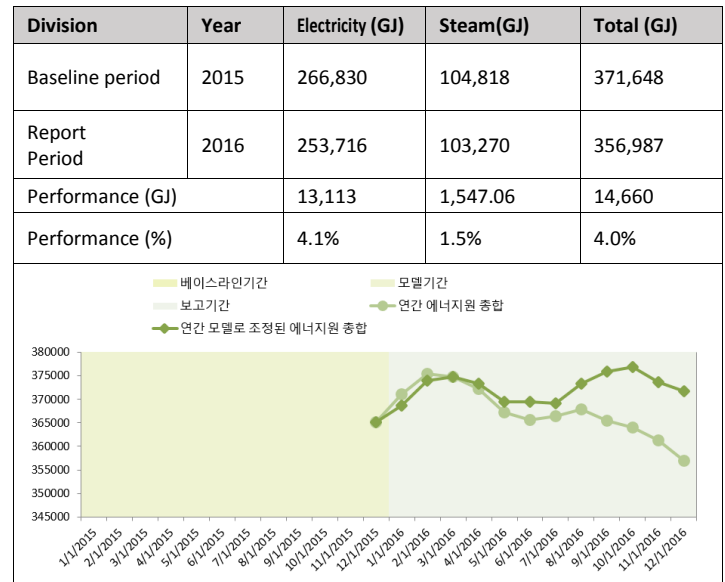 Division Year Electricity (GJ) Steam(GJ) Total (GJ)
Baseline period 2015 266,830 104,818 371,648
Report
Period 2016 253,716 103,270 356,987
Performance (GJ) 13,113 1,547.06 14,660
Performance (%) 4.1% 1.5% 4.0%
베이스라인기간 모델기간
보고기간 연간 에너지원 종합
연간 모델로 조정된 에너지원 종합
380000
375000
370000
365000
360000
355000
350000
345000
1/1/2015 2/1/2015 3/1/2015 4/1/2015 5/1/2015 6/1/2015 7/1/2015 8/1/2015 9/1/2015 10/1/2015 11/1/2015 12/1/2015 1/1/2016 2/1/2016 3/1/2016 4/1/2016 5/1/2016 6/1/2016 7/1/2016 8/1/2016 9/1/2016 10/1/2016 11/1/2016 12/1/2016